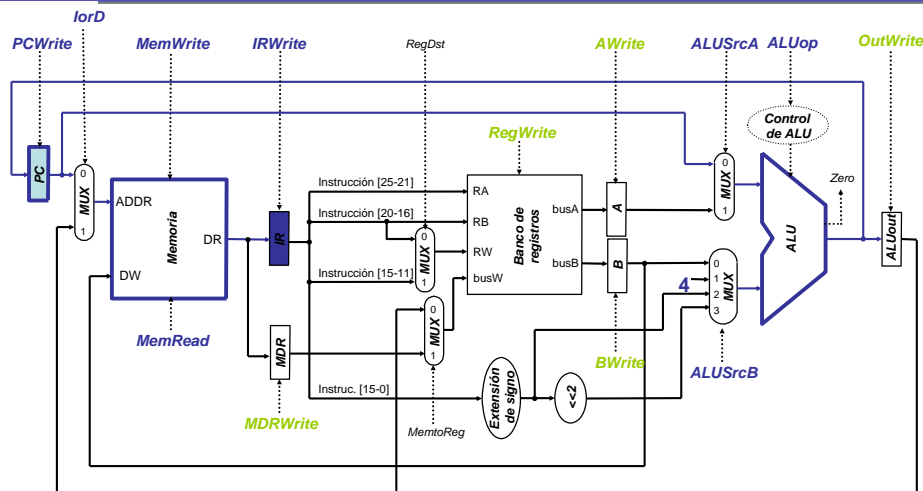 IorD
PCWrite
MemWrite
IRWrite
RegDst
AWrite
ALUSrcA
ALUop
OutWrite
Control
de ALU
RegWrite
PC
0
MUX
1
ADDR
Memoria
DR
DW
IR
Instrucción [25-21]
Instrucción [20-16]
Instrucción [15-11]
0
MUX
1
RA
RB
RW
busW
Banco de
registros
busA
busB
A
B
0
MUX
1
Zero
ALU
ALUout
4
0
1
2
3
MUX
MemRead
MDR
0
MUX
1
BWrite
ALUSrcB
Instruc. [15-0]
Extensión
de signo
<<2
MDRWrite
MemtoReg